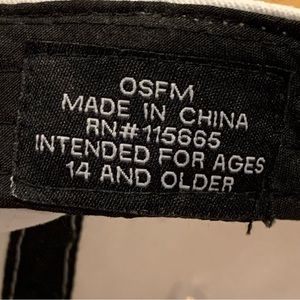 OSFM
MADE IN CHINA
RN#115665
INTENDED FOR AGES
14 AND OLDER